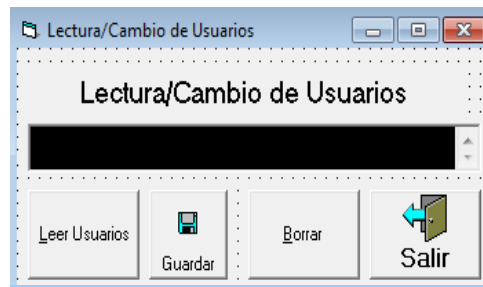 Lectura/Cambio de Usuarios
Lectura/Cambio de Usuarios
Leer Usuarios
Guardar
Borrar
Salir